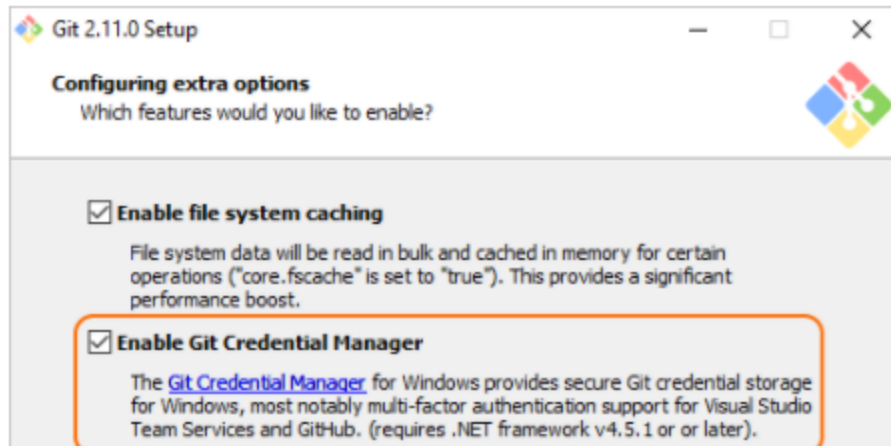 Git 2.11.0 Setup
Configuring extra options
Which features would you like to enable?
Enable file system caching
File system data will be read in bulk and cached in memory for certain
operations ("core.fscache" is set to "true"). This provides a significant
performance boost.
Enable Git Credential Manager
The Git Credential Manager for Windows provides secure Git credential storage
for Windows, most notably multi-factor authentication support for Visual Studio
Team Services and GitHub. (requires .NET framework v4.5.1 or or later).